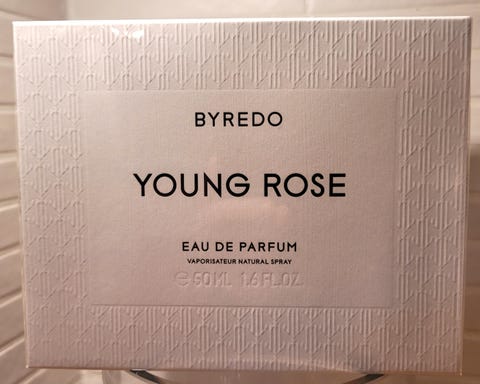 BYREDO
YOUNG ROSE
EAU DE PARFUM
VAPORISATEUR NATURAL SPRAY
℮ 50 ML 1.6 FL.OZ.